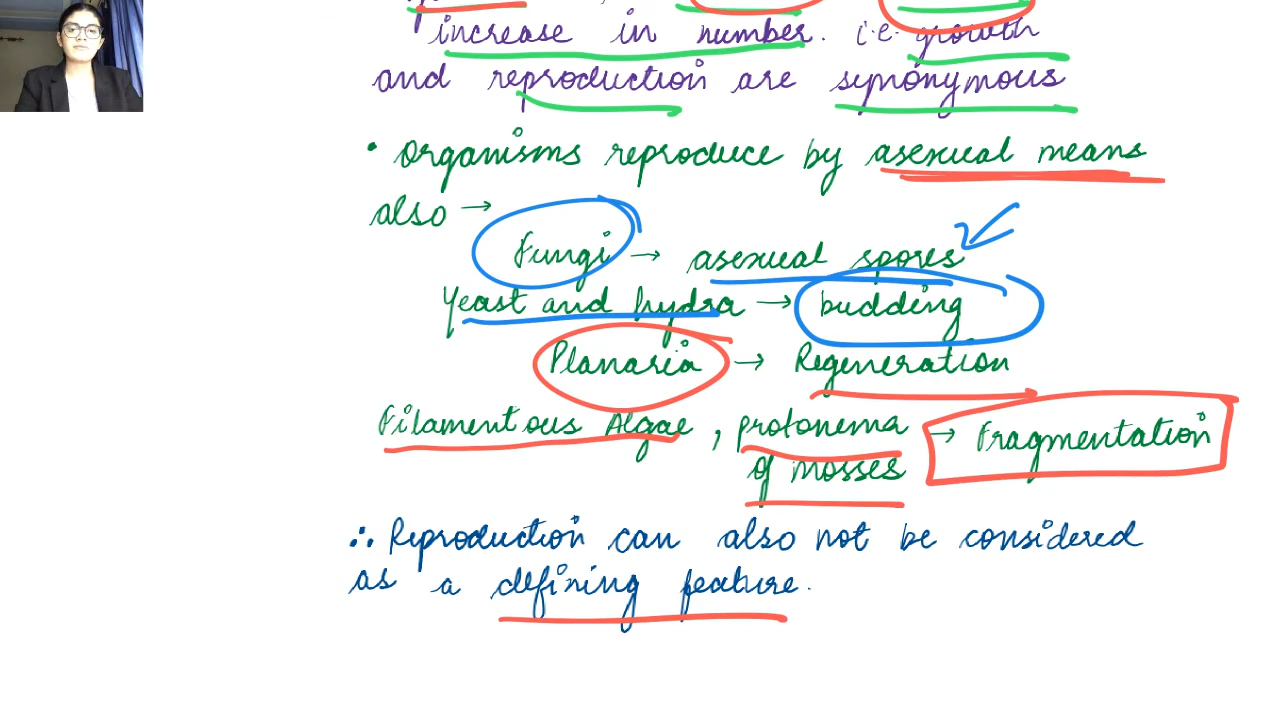 increase in number. i.e. growth
and reproduction are synonymous
• Organisms reproduce by asexual means
also →
Fungi → asexual spores
Yeast and hydra → budding
Planaria → Regeneration
Filamentous Algae, protonema → Fragmentation
of mosses
∴ Reproduction can also not be considered
as a defining feature.